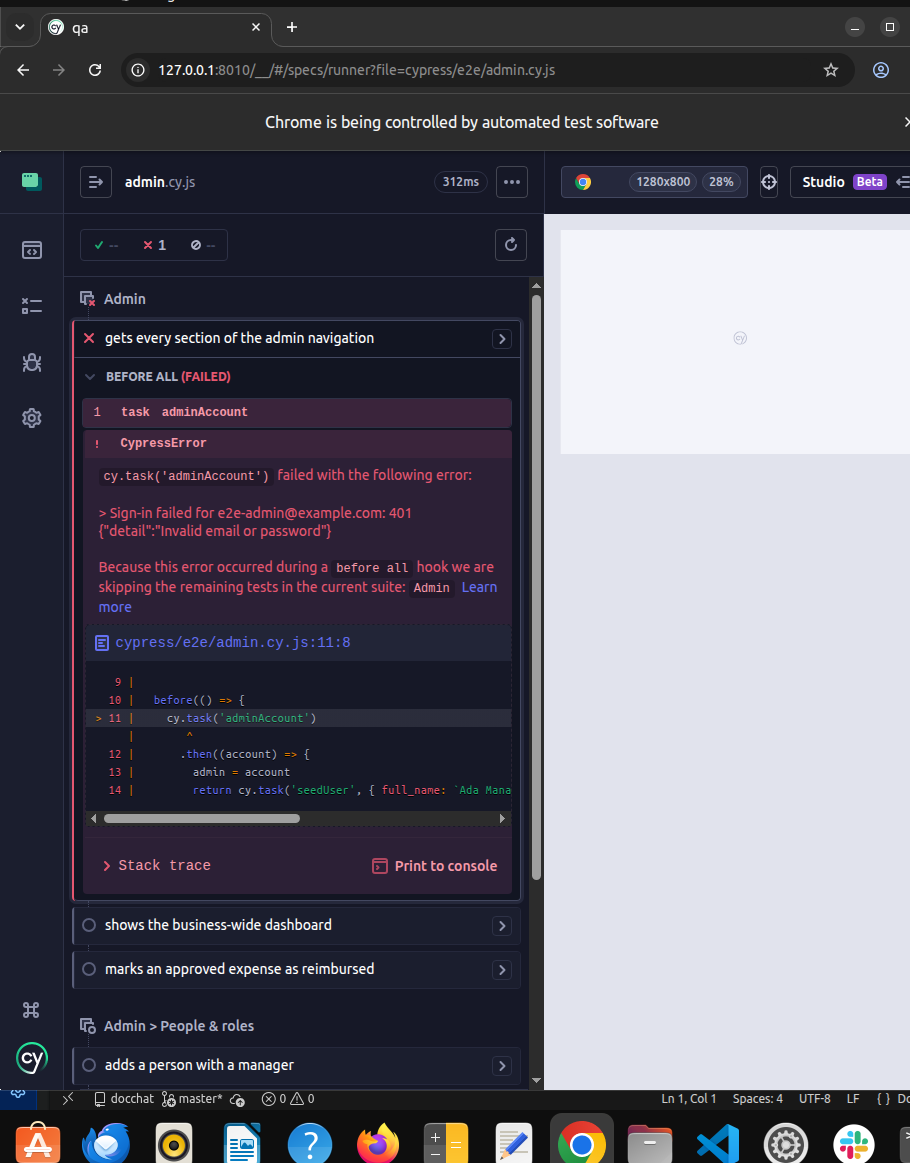 qa
127.0.0.1:8010/__/#/specs/runner?file=cypress/e2e/admin.cy.js
Chrome is being controlled by automated test software
admin.cy.js
312ms
1280x800
28%
Studio Beta
--
1
--
Admin
gets every section of the admin navigation
BEFORE ALL (FAILED)
1 task adminAccount
! CypressError
cy.task('adminAccount') failed with the following error:
> Sign-in failed for e2e-admin@example.com: 401
{"detail":"Invalid email or password"}
Because this error occurred during a before all hook we are
skipping the remaining tests in the current suite: Admin Learn
more
cypress/e2e/admin.cy.js:11:8
9 |
10 | before(() => {
> 11 | cy.task('adminAccount')
| ^
12 | .then((account) => {
13 | admin = account
14 | return cy.task('seedUser', { full_name: `Ada Mana
Stack trace
Print to console
shows the business-wide dashboard
marks an approved expense as reimbursed
Admin > People & roles
adds a person with a manager
cy
docchat master* 0 0 Ln 1, Col 1 Spaces: 4 UTF-8 LF { }